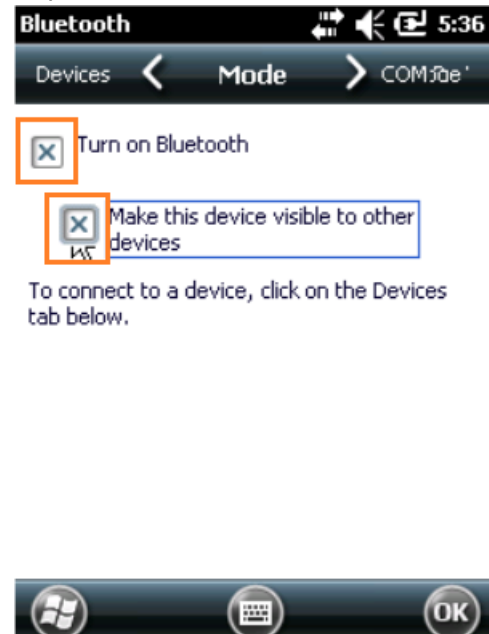 Bluetooth 5:36
Devices Mode
Turn on Bluetooth
Make this device visible to other
devices
To connect to a device, click on the Devices
tab below.
OK